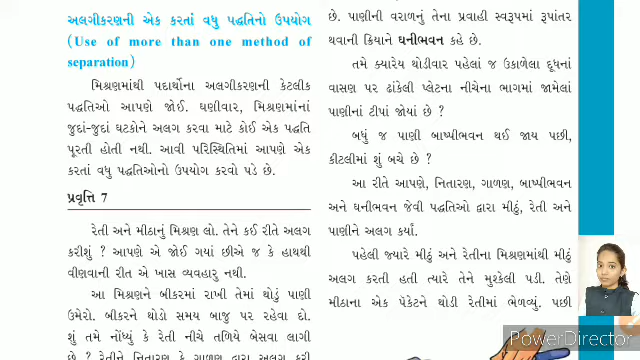 અલગીકરણની એક કરતાં વધુ પદ્ધતિનો ઉપયોગ
(Use of more than one method of
separation)
મિશ્રણમાંથી પદાર્થોના અલગીકરણની કેટલીક
પદ્ધતિઓ આપણે જોઈ. ઘણીવાર, મિશ્રણમાંનાં
જુદાં-જુદાં ઘટકોને અલગ કરવા માટે કોઈ એક પદ્ધતિ
પૂરતી હોતી નથી. આવી પરિસ્થિતિમાં આપણે એક
કરતાં વધુ પદ્ધતિઓનો ઉપયોગ કરવો પડે છે.
પ્રવૃત્તિ 7
રેતી અને મીઠાનું મિશ્રણ લો. તેને કઈ રીતે અલગ
કરીશું ? આપણે એ જોઈ ગયાં છીએ જ કે હાથથી
વીણવાની રીત એ ખાસ વ્યવહારુ નથી.
આ મિશ્રણને બીકરમાં રાખી તેમાં થોડું પાણી
ઉમેરો. બીકરને થોડો સમય બાજુ પર રહેવા દો.
શું તમે નોંધ્યું કે રેતી નીચે તળિયે બેસવા લાગી
છે ? રેતીને નિતારણ કે ગાળણ દ્વારા અલગ કરી
છે. પાણીની વરાળનું તેના પ્રવાહી સ્વરૂપમાં રૂપાંતર
થવાની ક્રિયાને ઘનીભવન કહે છે.
તમે ક્યારેય થોડીવાર પહેલાં જ ઉકાળેલા દૂધનાં
વાસણ પર ઢાંકેલી પ્લેટના નીચેના ભાગમાં જામેલાં
પાણીનાં ટીપાં જોયાં છે ?
બધું જ પાણી બાષ્પીભવન થઈ જાય પછી,
કીટલીમાં શું બચે છે ?
આ રીતે આપણે, નિતારણ, ગાળણ, બાષ્પીભવન
અને ઘનીભવન જેવી પદ્ધતિઓ દ્વારા મીઠું, રેતી અને
પાણીને અલગ કર્યાં.
પહેલી જ્યારે મીઠું અને રેતીના મિશ્રણમાંથી મીઠું
અલગ કરતી હતી ત્યારે તેને મુશ્કેલી પડી. તેણે
મીઠાના એક પેકેટને થોડી રેતીમાં ભેળવ્યું. પછી
PowerDirector